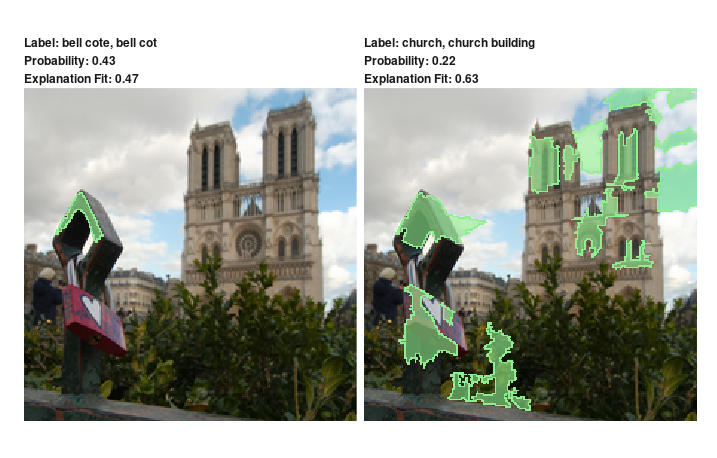 Label: bell cote, bell cot
Probability: 0.43
Explanation Fit: 0.47
Label: church, church building
Probability: 0.22
Explanation Fit: 0.63